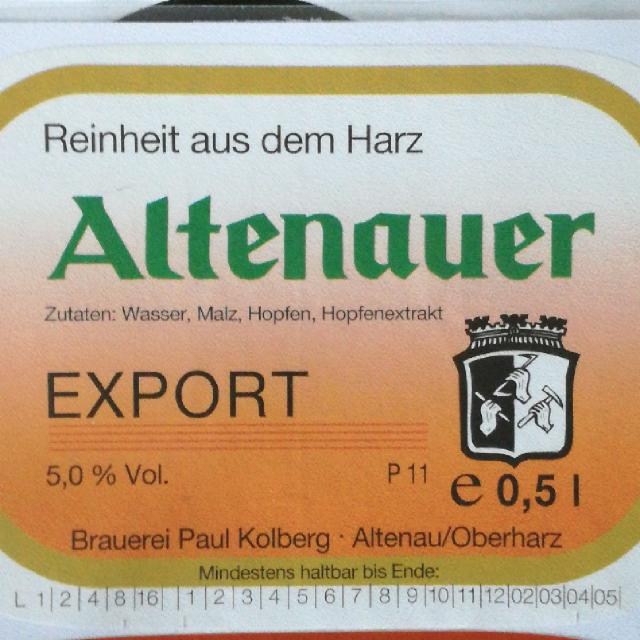 Reinheit aus dem Harz
Altenauer
Zutaten: Wasser, Malz, Hopfen, Hopfenextrakt
EXPORT
5,0 % Vol. P 11 e 0,5 l
Brauerei Paul Kolberg · Altenau/Oberharz
Mindestens haltbar bis Ende:
L 1|2|4|8|16| |1|2|3|4|5|6|7|8|9|10|11|12|02|03|04|05|